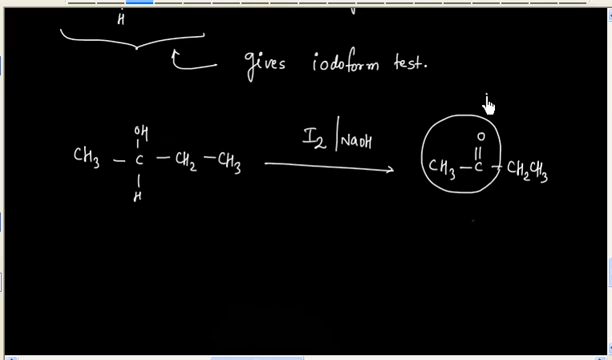 H
gives iodoform test.
OH
I2 / NaOH
O
CH3 – C – CH2 – CH3
CH3 – C – CH2CH3
H